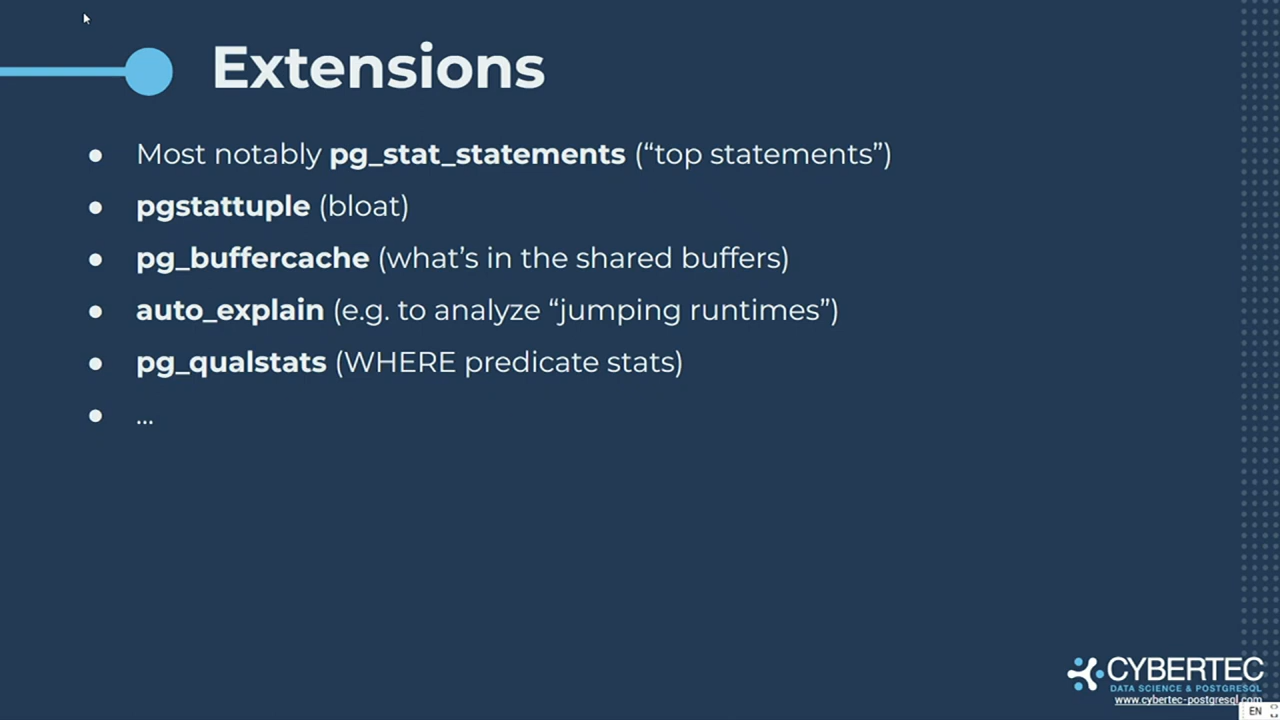 Extensions
● Most notably pg_stat_statements (“top statements”)
● pgstattuple (bloat)
● pg_buffercache (what’s in the shared buffers)
● auto_explain (e.g. to analyze “jumping runtimes”)
● pg_qualstats (WHERE predicate stats)
● ...
CYBERTEC
DATA SCIENCE & POSTGRESQL
www.cybertec-postgresql.com
EN